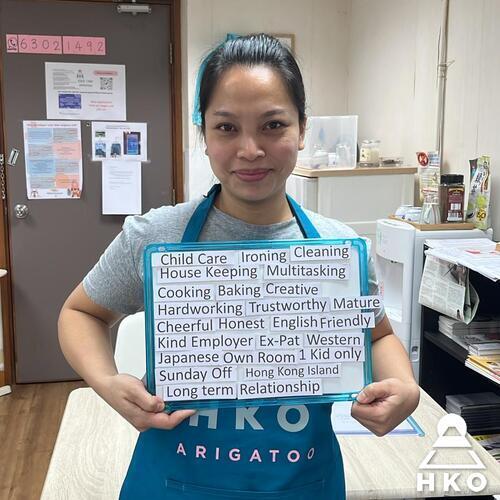 6302 1492
Child Care Ironing Cleaning
House Keeping Multitasking
Cooking Baking Creative
Hardworking Trustworthy Mature
Cheerful Honest English Friendly
Kind Employer Ex-Pat Western
Japanese Own Room 1 Kid only
Sunday Off Hong Kong Island
Long term Relationship
HKO
ARIGATOO
HKO